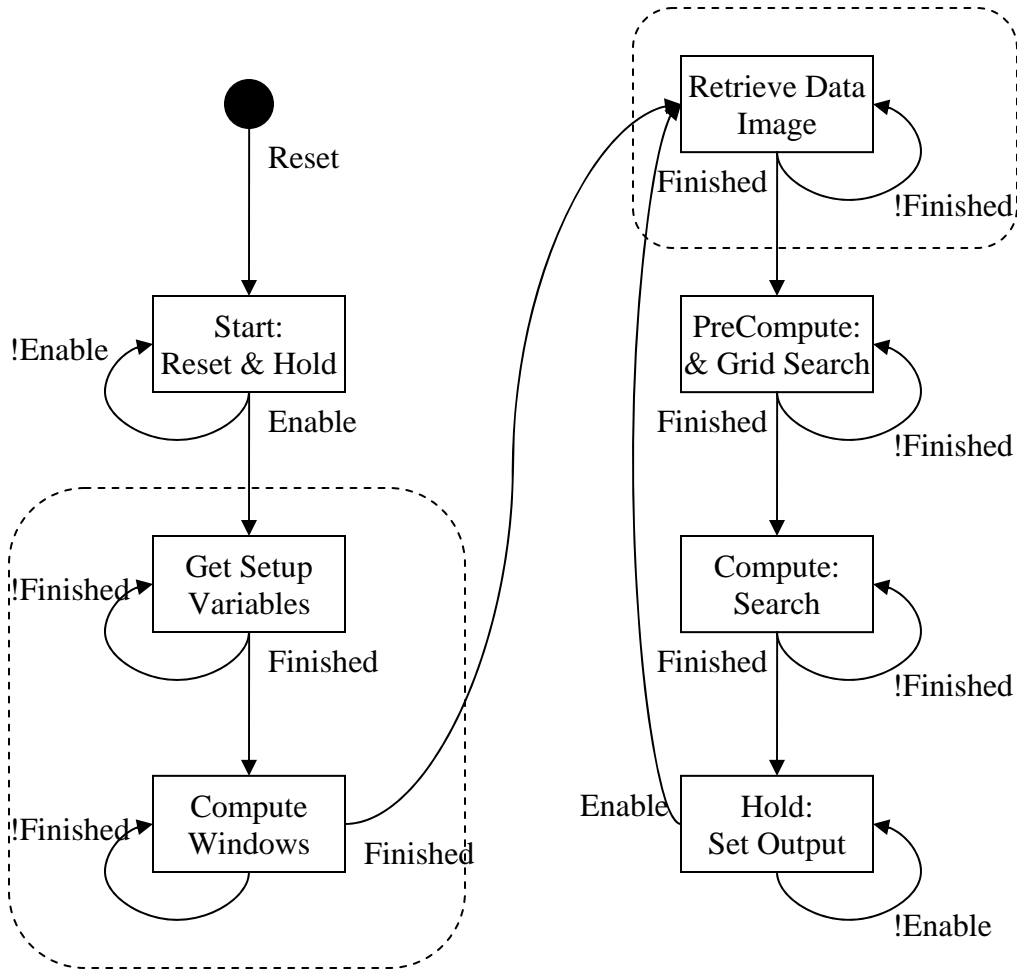 Reset
Start:
Reset & Hold
!Enable
Enable
Get Setup
Variables
!Finished
Finished
Compute
Windows
!Finished
Finished
Retrieve Data
Image
Finished
!Finished
PreCompute:
& Grid Search
Finished
!Finished
Compute:
Search
Finished
!Finished
Hold:
Set Output
Enable
!Enable